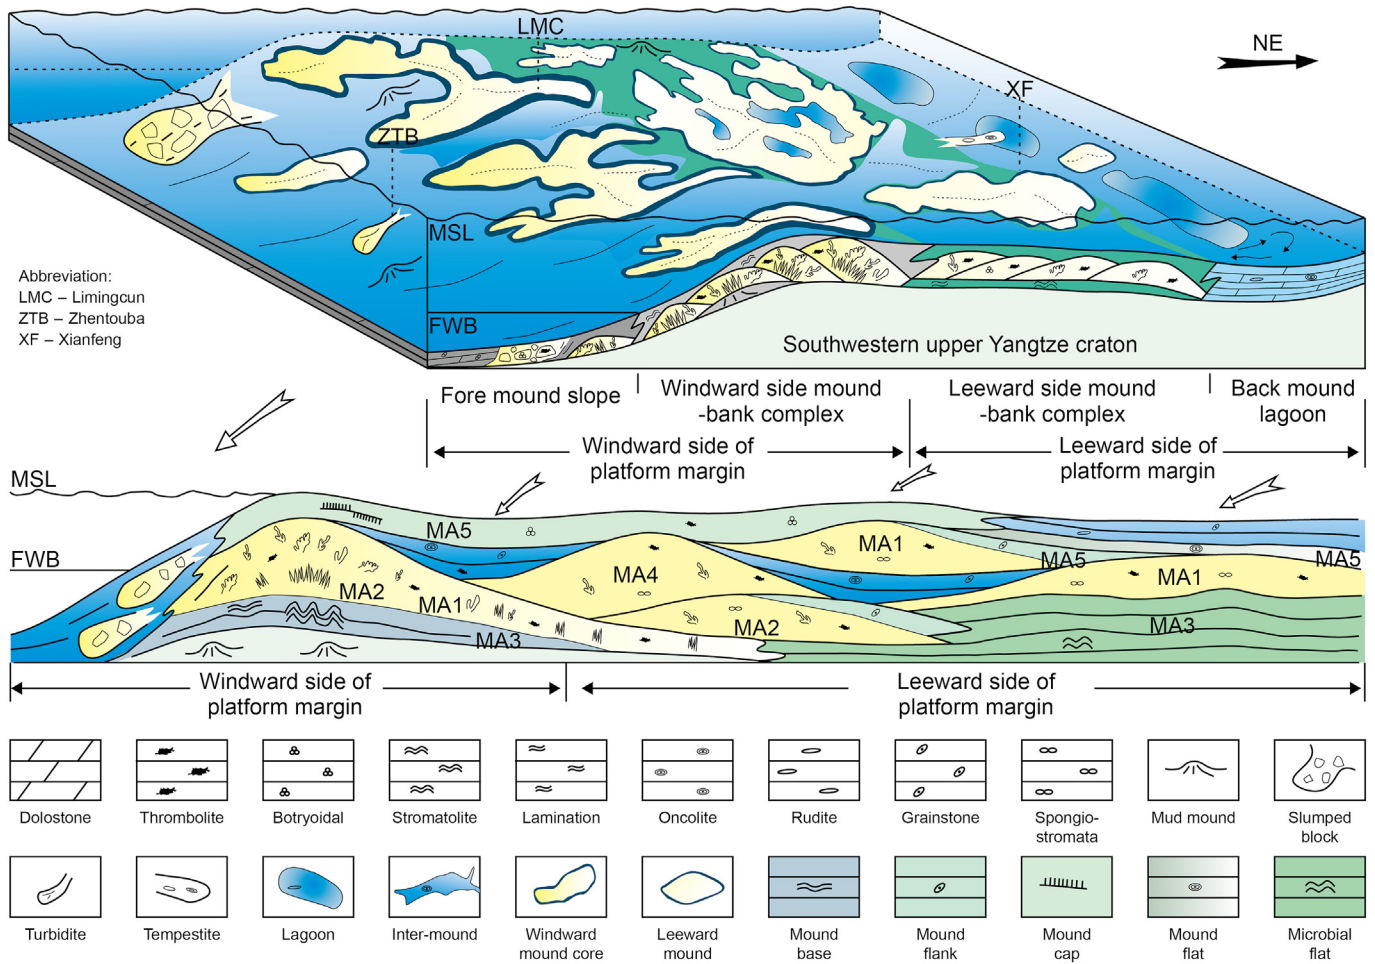 LMC
NE
XF
ZTB
MSL
FWB
Abbreviation:
LMC – Limingcun
ZTB – Zhentouba
XF – Xianfeng
Southwestern upper Yangtze craton
Fore mound slope
Windward side mound
-bank complex
Leeward side mound
-bank complex
Back mound
lagoon
Windward side of
platform margin
Leeward side of
platform margin
MSL
FWB
MA5
MA1
MA5
MA5
MA4
MA1
MA2
MA1
MA2
MA3
MA3
Windward side of
platform margin
Leeward side of
platform margin
Dolostone
Thrombolite
Botryoidal
Stromatolite
Lamination
Oncolite
Rudite
Grainstone
Spongio-
stromata
Mud mound
Slumped
block
Turbidite
Tempestite
Lagoon
Inter-mound
Windward
mound core
Leeward
mound
Mound
base
Mound
flank
Mound
cap
Mound
flat
Microbial
flat